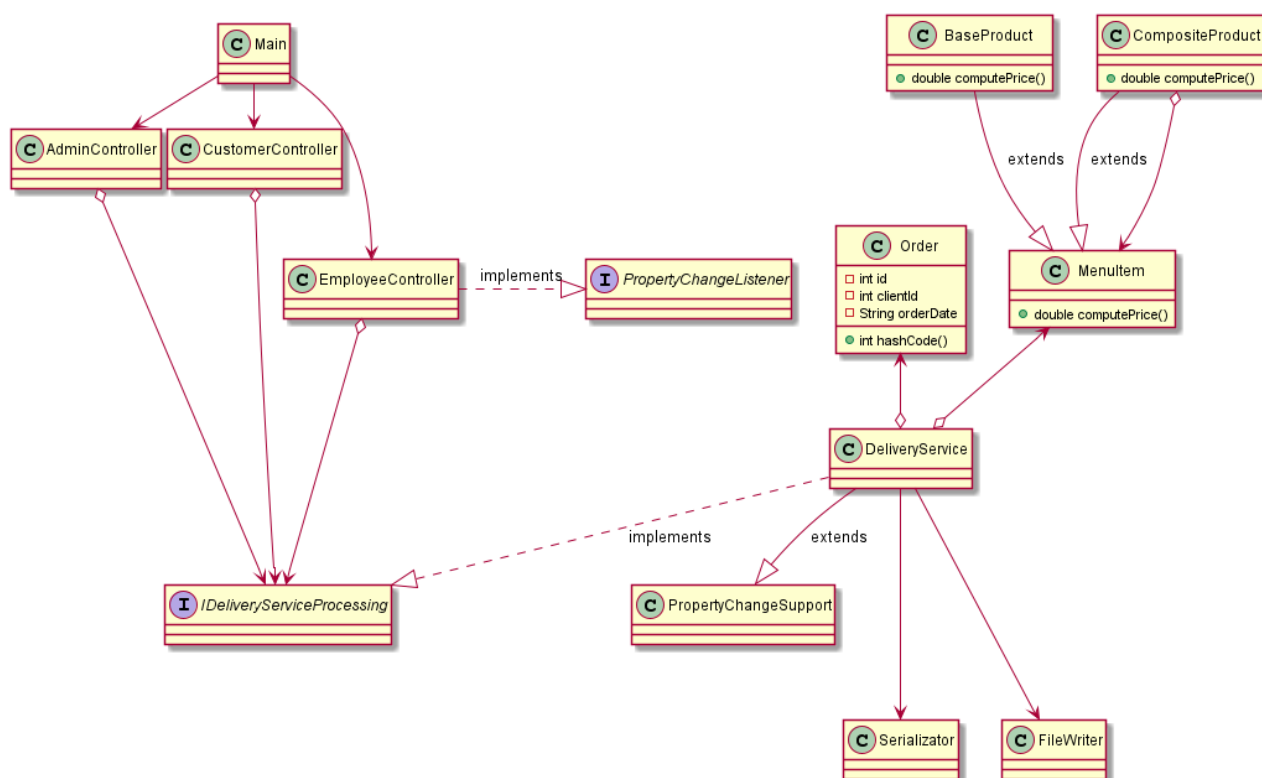 C BaseProduct
double computePrice()
C CompositeProduct
double computePrice()
C Main
C AdminController
C CustomerController
extends
extends
C Order
int id
int clientId
String orderDate
int hashCode()
C MenuItem
double computePrice()
C EmployeeController
implements
I PropertyChangeListener
C DeliveryService
implements
extends
I IDeliveryServiceProcessing
C PropertyChangeSupport
C Serializator
C FileWriter